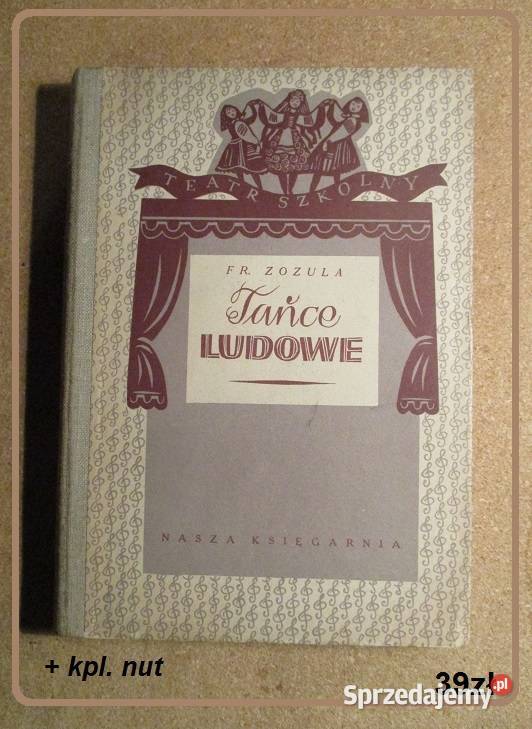 TEATR SZKOLNY
FR. ZOZULA
Tańce
LUDOWE
NASZA KSIĘGARNIA
+ kpl. nut
39zł
Sprzedajemy.pl